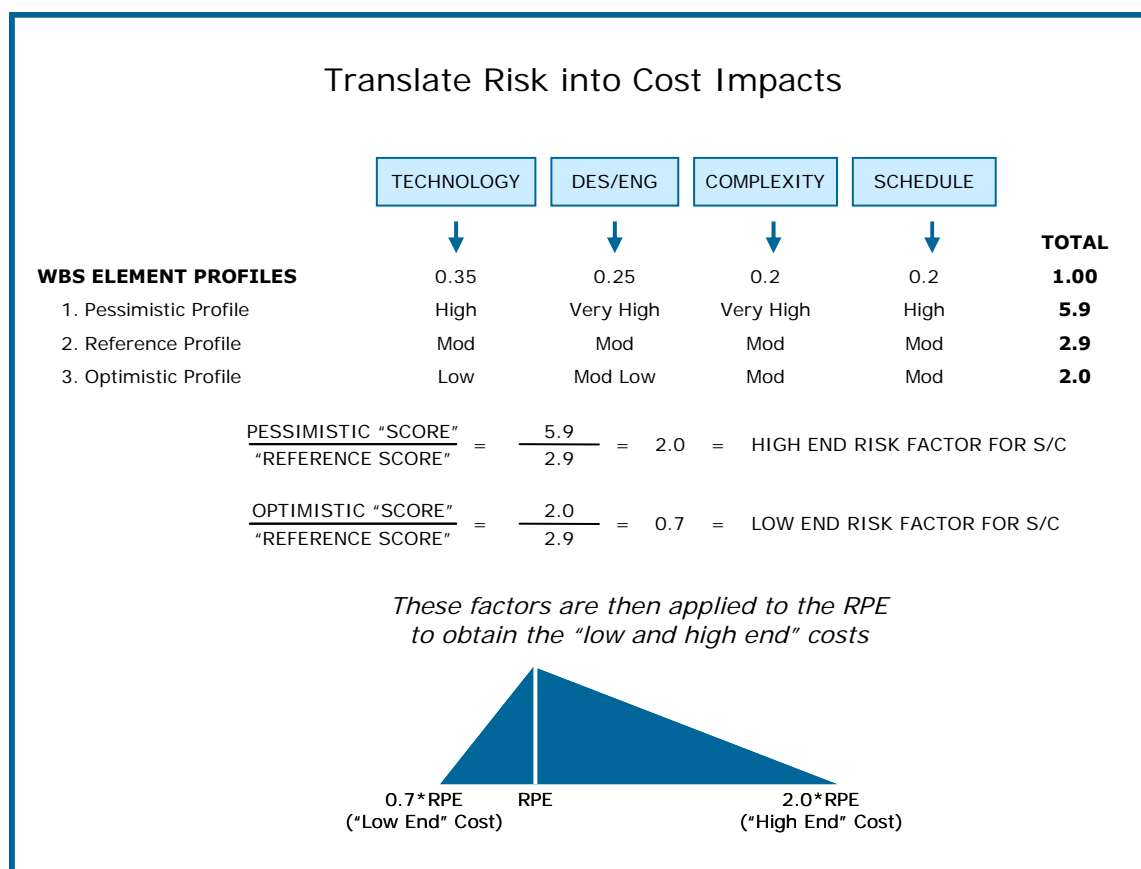 Translate Risk into Cost Impacts
TECHNOLOGY DES/ENG COMPLEXITY SCHEDULE
TOTAL
WBS ELEMENT PROFILES 0.35 0.25 0.2 0.2 1.00
1. Pessimistic Profile High Very High Very High High 5.9
2. Reference Profile Mod Mod Mod Mod 2.9
3. Optimistic Profile Low Mod Low Mod Mod 2.0
PESSIMISTIC “SCORE” 5.9
= = 2.0 = HIGH END RISK FACTOR FOR S/C
“REFERENCE SCORE” 2.9
OPTIMISTIC “SCORE” 2.0
= = 0.7 = LOW END RISK FACTOR FOR S/C
“REFERENCE SCORE” 2.9
These factors are then applied to the RPE
to obtain the “low and high end” costs
0.7*RPE RPE 2.0*RPE
(“Low End” Cost) (“High End” Cost)